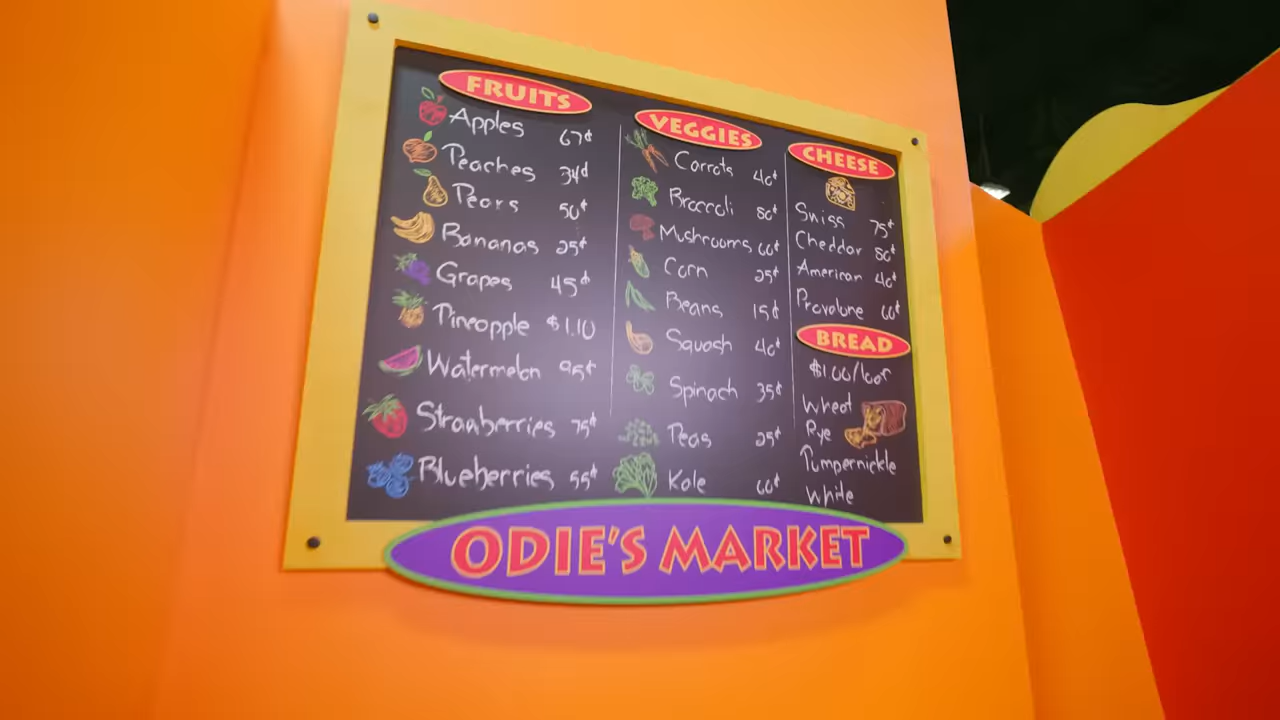 FRUITS
Apples 67¢
Peaches 34¢
Pears 50¢
Bananas 25¢
Grapes 45¢
Pineapple $1.10
Watermelon 95¢
Strawberries 75¢
Blueberries 55¢
VEGGIES
Carrots 40¢
Broccoli 80¢
Mushrooms 60¢
Corn 25¢
Beans 15¢
Squash 40¢
Spinach 35¢
Peas 25¢
Kale 60¢
CHEESE
Swiss 75¢
Cheddar 80¢
American 40¢
Provolone 60¢
BREAD
$1.00/loaf
Wheat
Rye
Pumpernickle
White
ODIE'S MARKET